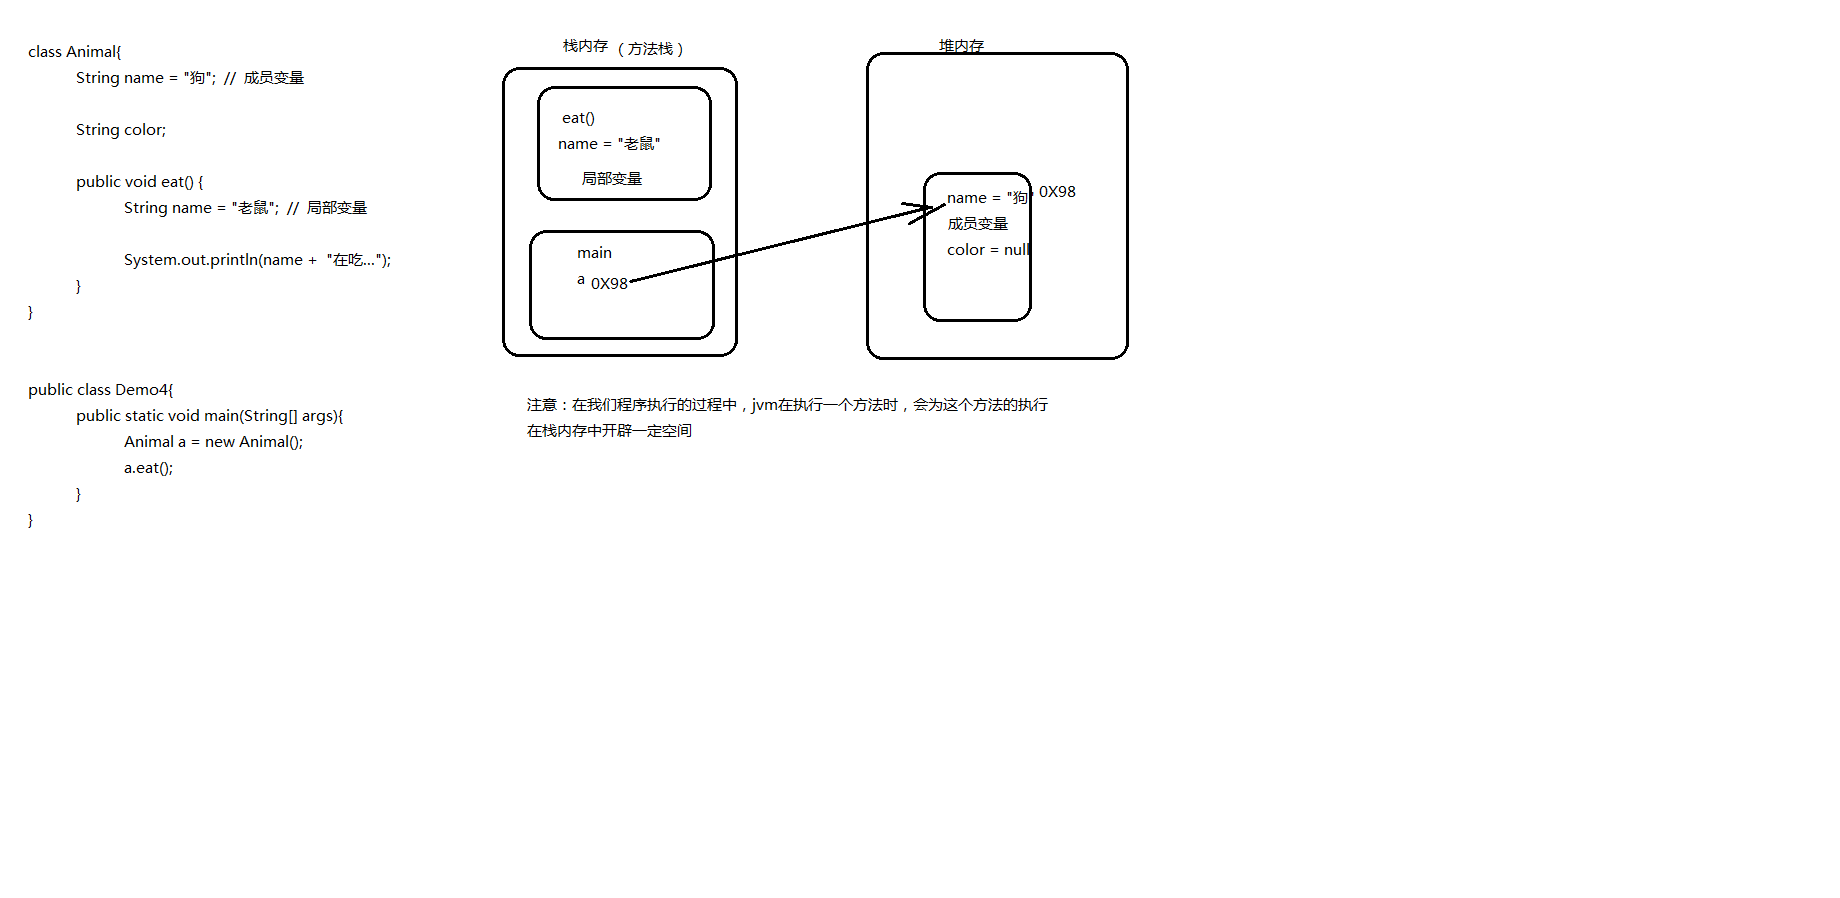 class Animal{
String name = "狗"; // 成员变量
String color;
public void eat() {
String name = "老鼠"; // 局部变量
System.out.println(name + "在吃...");
}
}
public class Demo4{
public static void main(String[] args){
Animal a = new Animal();
a.eat();
}
}
栈内存 （方法栈）
eat()
name = "老鼠"
局部变量
main
a 0X98
堆内存
name = "狗" 0X98
成员变量
color = null
注意：在我们程序执行的过程中，jvm在执行一个方法时，会为这个方法的执行
在栈内存中开辟一定空间